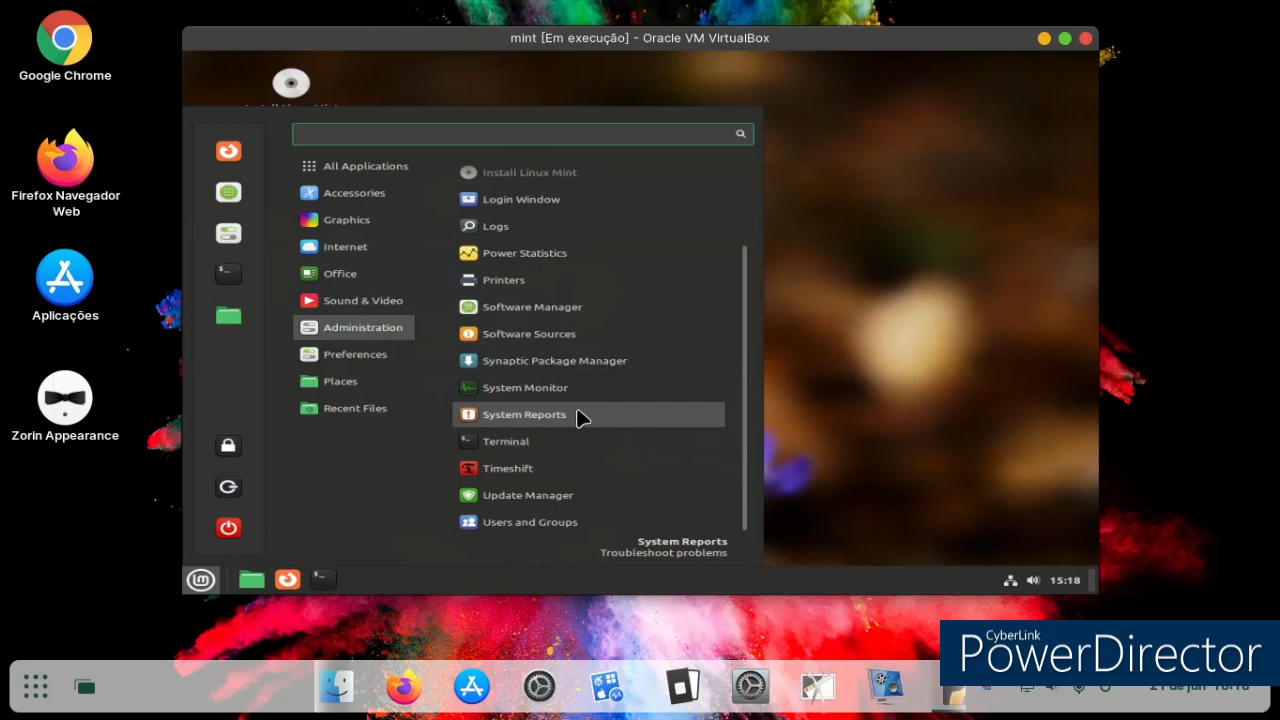 mint [Em execução] - Oracle VM VirtualBox
Google Chrome
Firefox Navegador
Web
Aplicações
Zorin Appearance
All Applications
Accessories
Graphics
Internet
Office
Sound & Video
Administration
Preferences
Places
Recent Files
Install Linux Mint
Login Window
Logs
Power Statistics
Printers
Software Manager
Software Sources
Synaptic Package Manager
System Monitor
System Reports
Terminal
Timeshift
Update Manager
Users and Groups
System Reports
Troubleshoot problems
15:18
CyberLink
PowerDirector